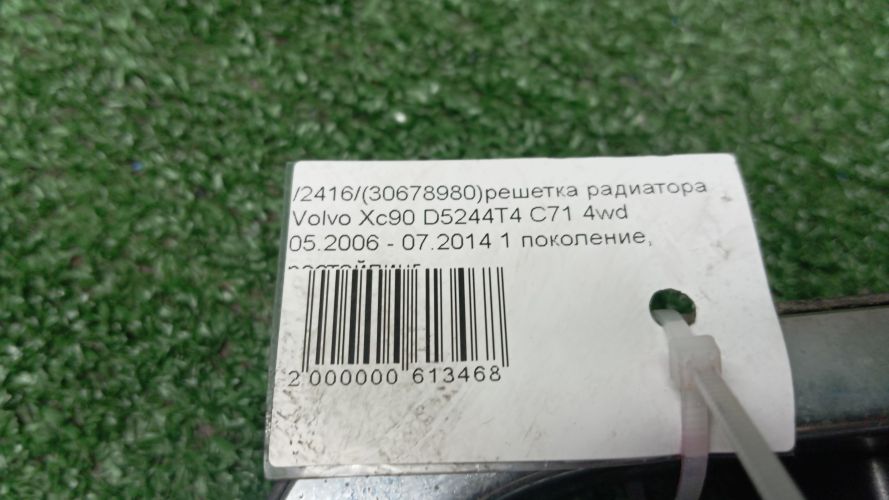 /2416/(30678980)решетка радиатора
Volvo Xc90 D5244T4 C71 4wd
05.2006 - 07.2014 1 поколение,
2 000000 613468